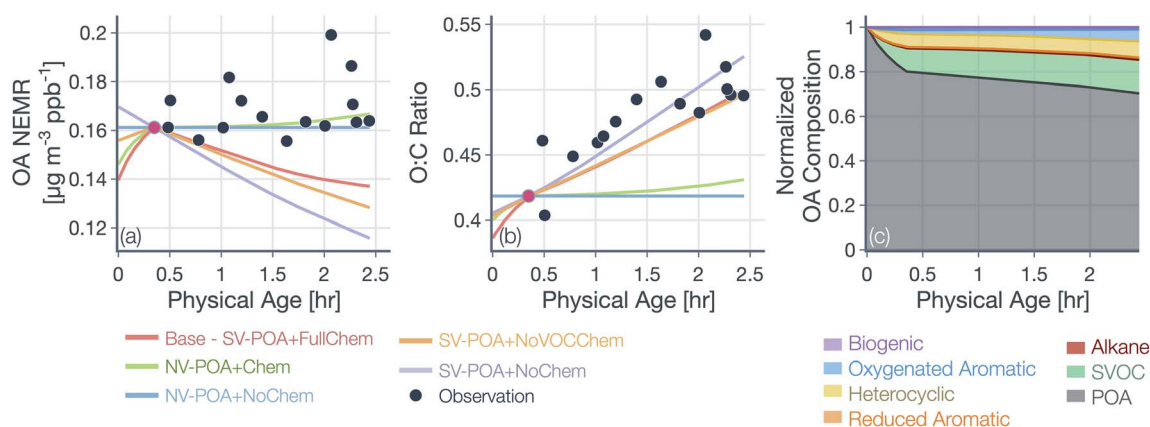 OA NEMR
[µg m⁻³ ppb⁻¹]
0.2
0.18
0.16
0.14
0.12
(a)
0 0.5 1 1.5 2 2.5
Physical Age [hr]
O:C Ratio
0.55
0.5
0.45
0.4
(b)
0 0.5 1 1.5 2 2.5
Physical Age [hr]
Normalized
OA Composition
1
0.8
0.6
0.4
0.2
0
(c)
0 0.5 1 1.5 2
Physical Age [hr]
Base - SV-POA+FullChem
NV-POA+Chem
NV-POA+NoChem
SV-POA+NoVOCChem
SV-POA+NoChem
Observation
Biogenic
Oxygenated Aromatic
Heterocyclic
Reduced Aromatic
Alkane
SVOC
POA